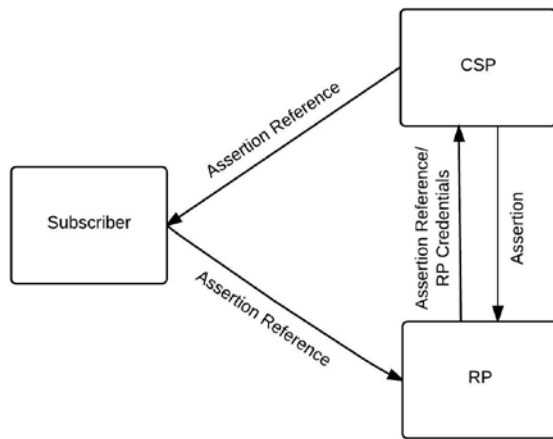 CSP
Assertion Reference
Subscriber
Assertion Reference/
RP Credentials
Assertion
Assertion Reference
RP